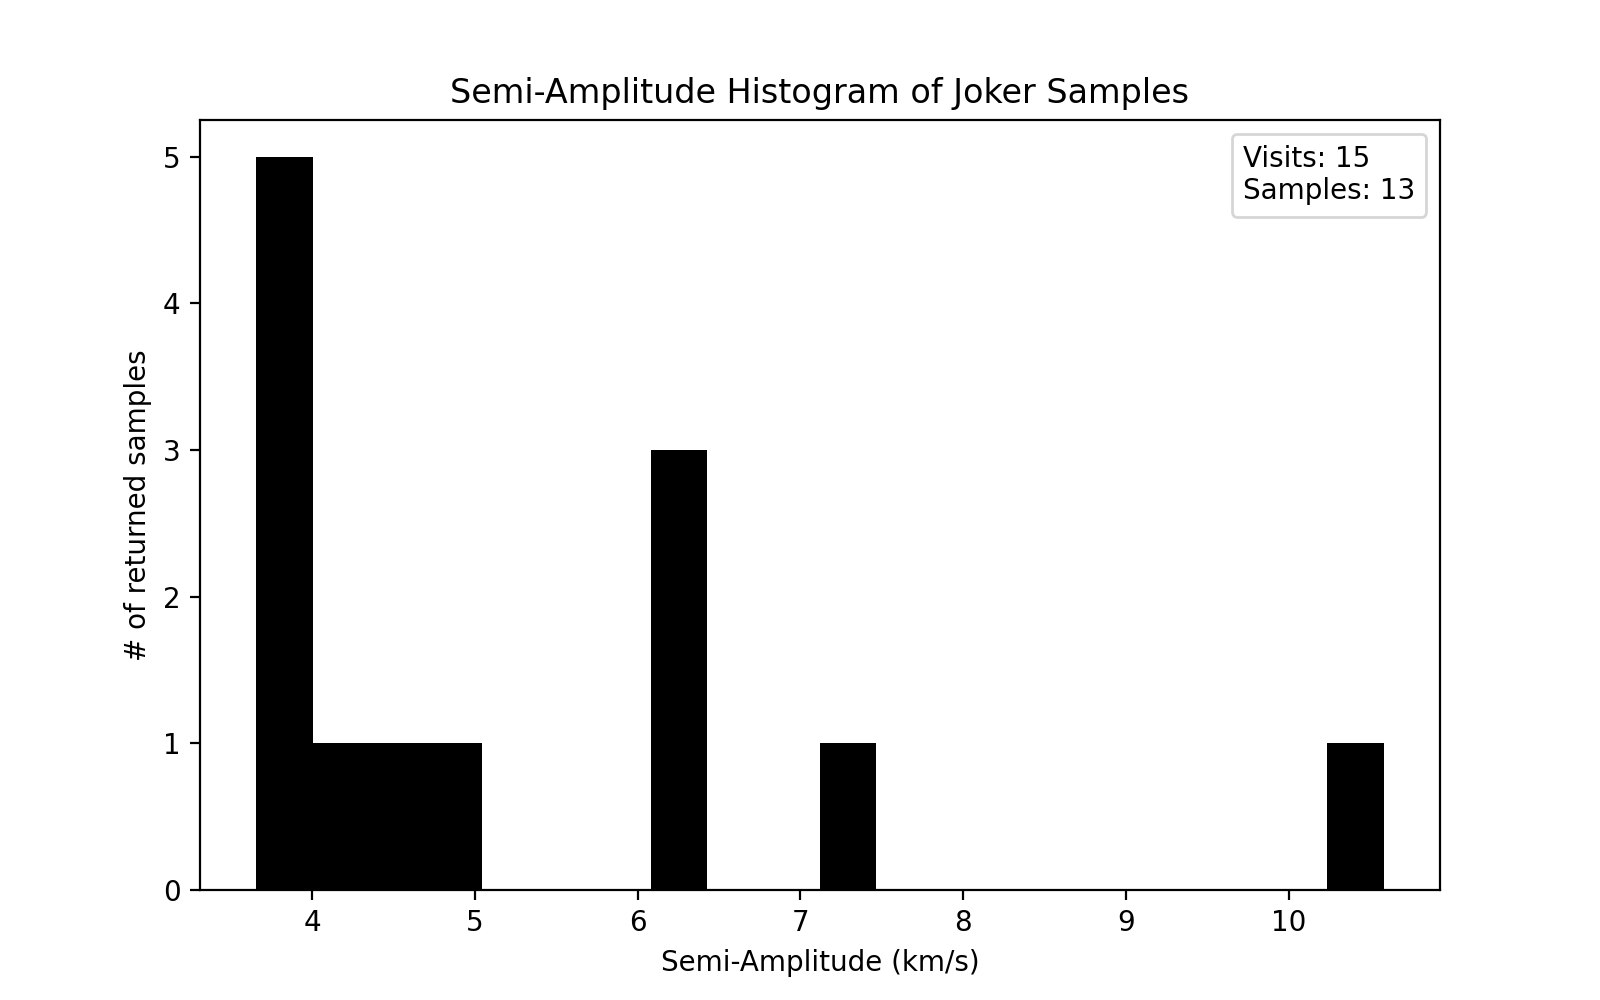 Semi-Amplitude Histogram of Joker Samples
Visits: 15
Samples: 13
# of returned samples
5
4
3
2
1
0
4 5 6 7 8 9 10
Semi-Amplitude (km/s)